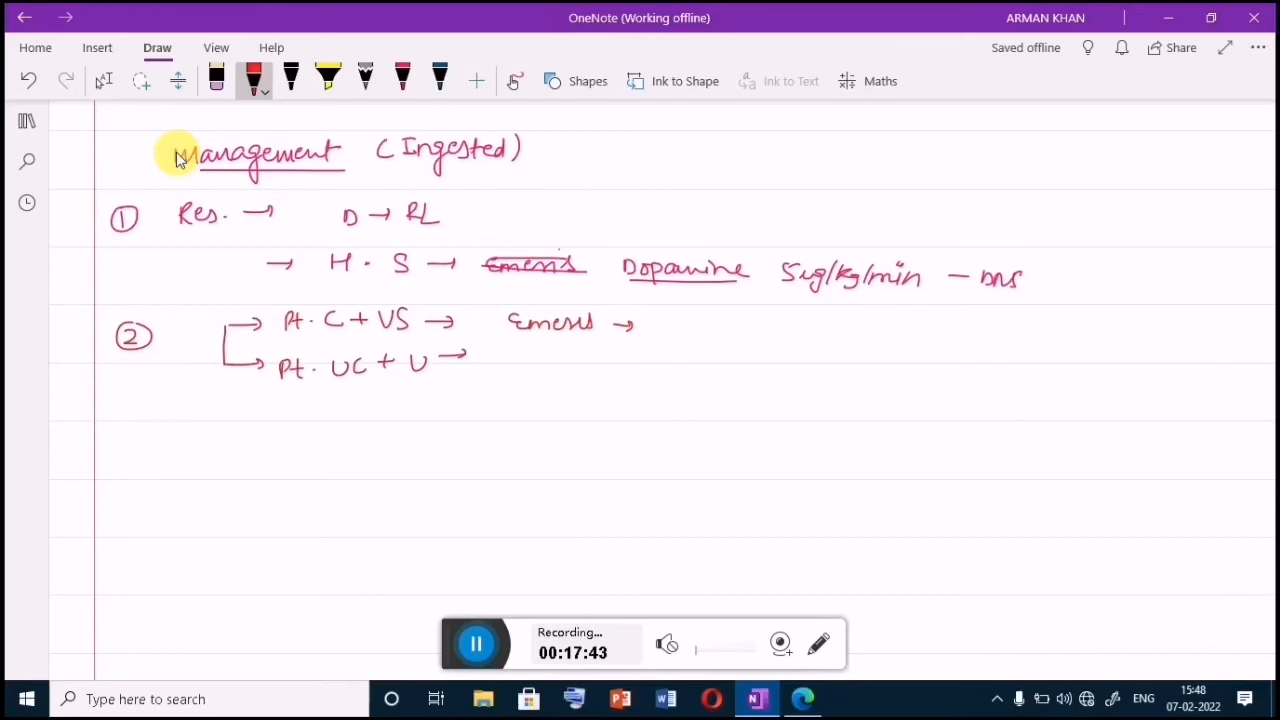 OneNote (Working offline)
ARMAN KHAN
Home Insert Draw View Help
Saved offline
Share
Shapes
Ink to Shape
Ink to Text
Maths
Management (Ingested)
① Res. → D → RL
→ H. S → Dopamine 5ug/kg/min -
② → Pt. C + VS → Emesis →
→ Pt. UC + U →
Recording...
00:17:43
Type here to search
ENG
15:48
07-02-2022